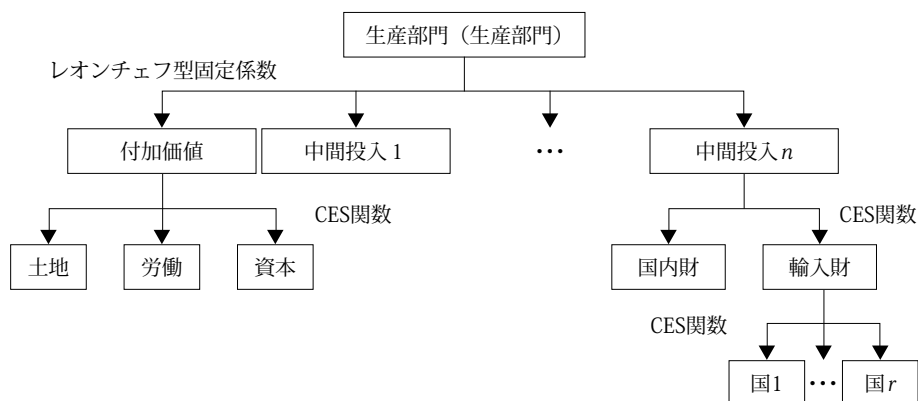 生産部門（生産部門）
レオンチェフ型固定係数
付加価値 中間投入1 … 中間投入n
CES関数 CES関数
土地 労働 資本 国内財 輸入財
CES関数
国1 … 国r